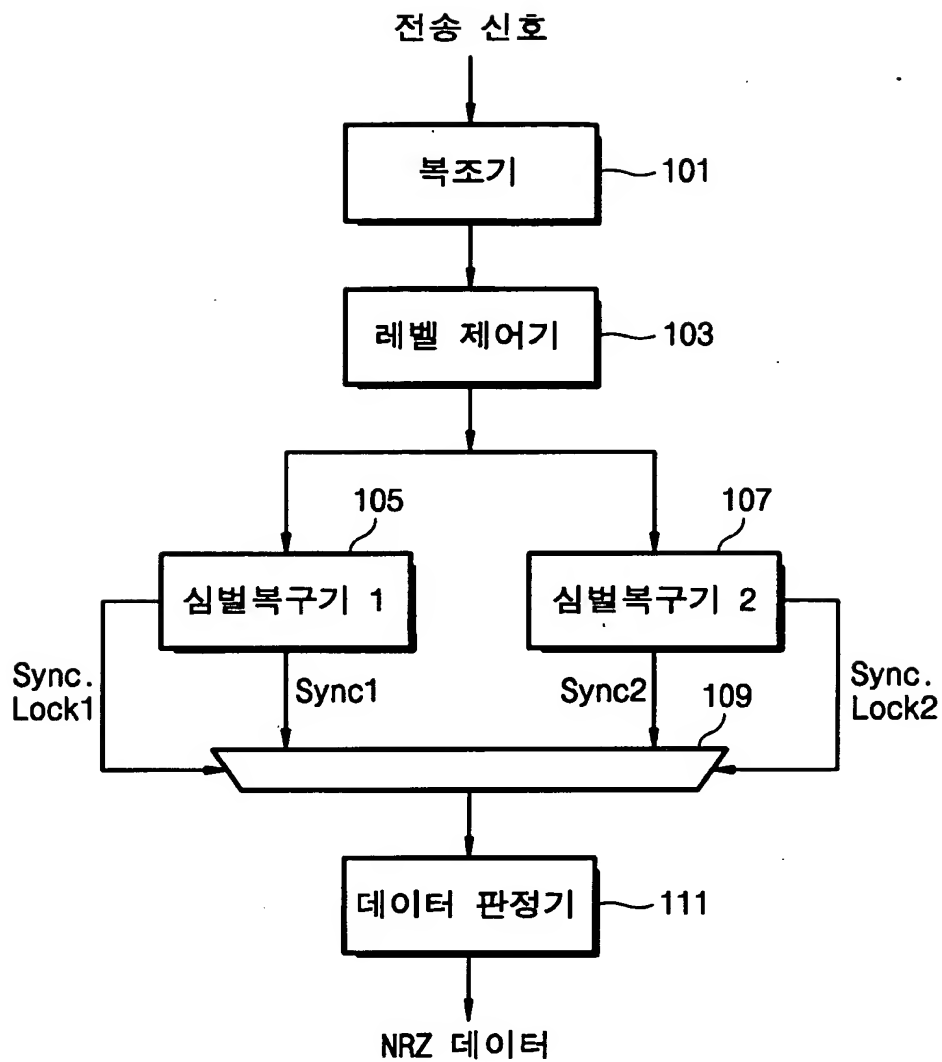 전송 신호
복조기
101
레벨 제어기
103
105
107
심벌복구기 1
심벌복구기 2
Sync.
Lock1
Sync1
Sync2
Sync.
Lock2
109
데이터 판정기
111
NRZ 데이터